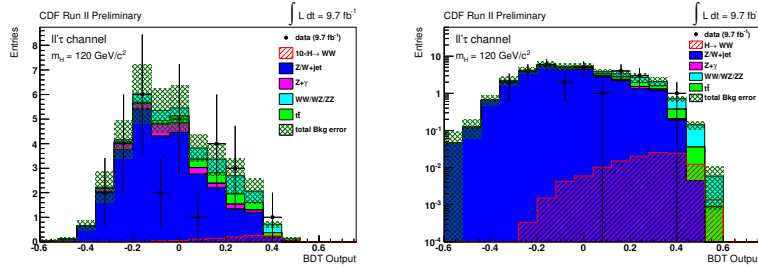 CDF Run II Preliminary
∫ L dt = 9.7 fb⁻¹
Entries
8
7
6
5
4
3
2
1
0
ll'τ channel
m_H = 120 GeV/c²
data (9.7 fb⁻¹)
10×H→ WW
Z/W+jet
Z+γ
WW/WZ/ZZ
tt̄
total Bkg error
-0.6 -0.4 -0.2 0 0.2 0.4 0.6
BDT Output
CDF Run II Preliminary
∫ L dt = 9.7 fb⁻¹
Entries
10²
10
1
10⁻¹
10⁻²
10⁻³
10⁻⁴
ll'τ channel
m_H = 120 GeV/c²
data (9.7 fb⁻¹)
H→ WW
Z/W+jet
Z+γ
WW/WZ/ZZ
tt̄
total Bkg error
-0.6 -0.4 -0.2 0 0.2 0.4 0.6
BDT Output